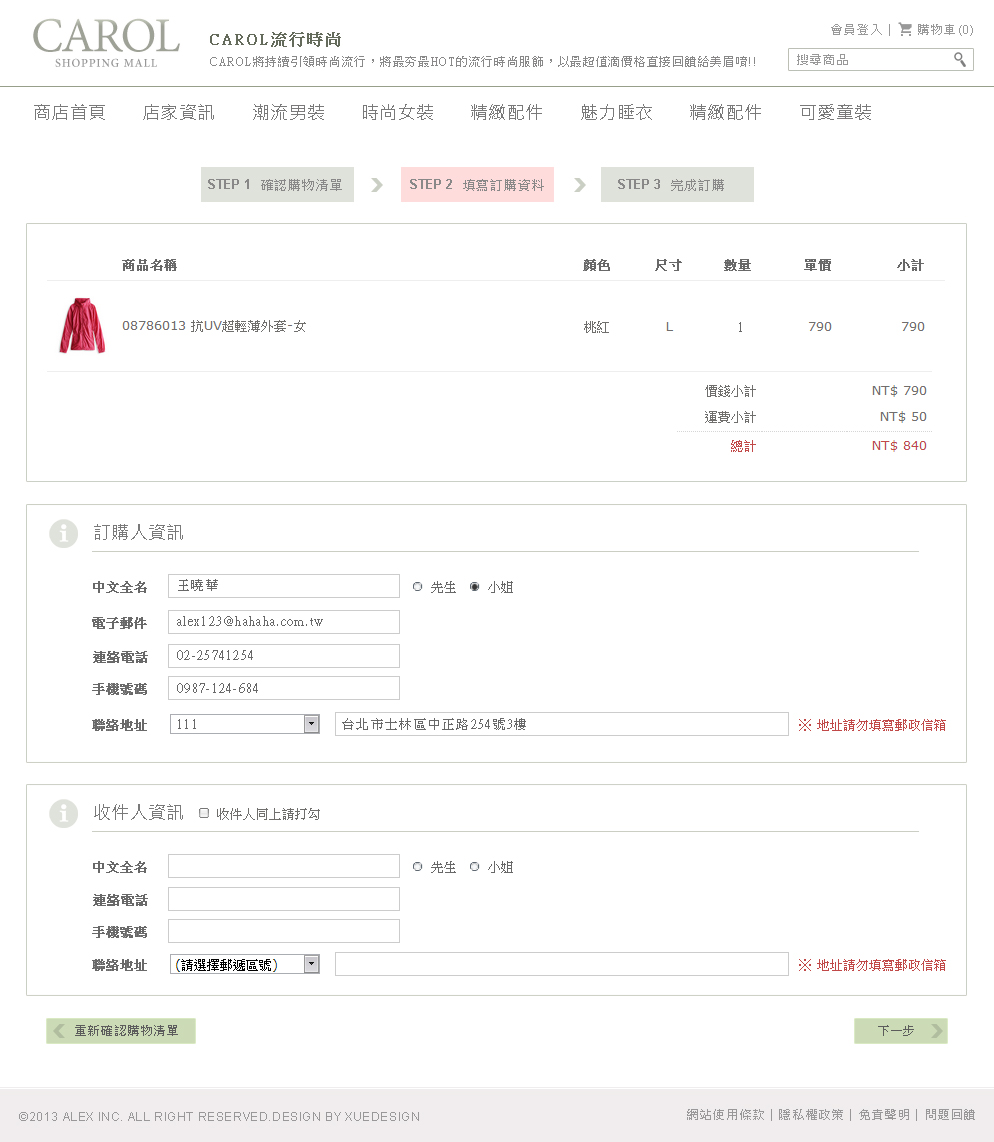 CAROL
SHOPPING MALL
CAROL流行時尚
CAROL將持續引領時尚流行，將最夯最HOT的流行時尚服飾，以最超值滴價格直接回饋給美眉唷!!
會員登入 | 購物車(0)
搜尋商品
商店首頁 店家資訊 潮流男裝 時尚女裝 精緻配件 魅力睡衣 精緻配件 可愛童裝
STEP 1 確認購物清單 STEP 2 填寫訂購資料 STEP 3 完成訂購
商品名稱 顏色 尺寸 數量 單價 小計
08786013 抗UV超輕薄外套-女 桃紅 L 1 790 790
價錢小計 NT$ 790
運費小計 NT$ 50
總計 NT$ 840
訂購人資訊
中文全名 王曉華 先生 小姐
電子郵件 alex123@hahaha.com.tw
連絡電話 02-25741254
手機號碼 0987-124-684
聯絡地址 111 台北市士林區中正路254號3樓 ※ 地址請勿填寫郵政信箱
收件人資訊 收件人同上請打勾
中文全名 先生 小姐
連絡電話
手機號碼
聯絡地址 (請選擇郵遞區號) ※ 地址請勿填寫郵政信箱
重新確認購物清單 下一步
©2013 ALEX INC. ALL RIGHT RESERVED.DESIGN BY XUEDESIGN 網站使用條款 | 隱私權政策 | 免責聲明 | 問題回饋